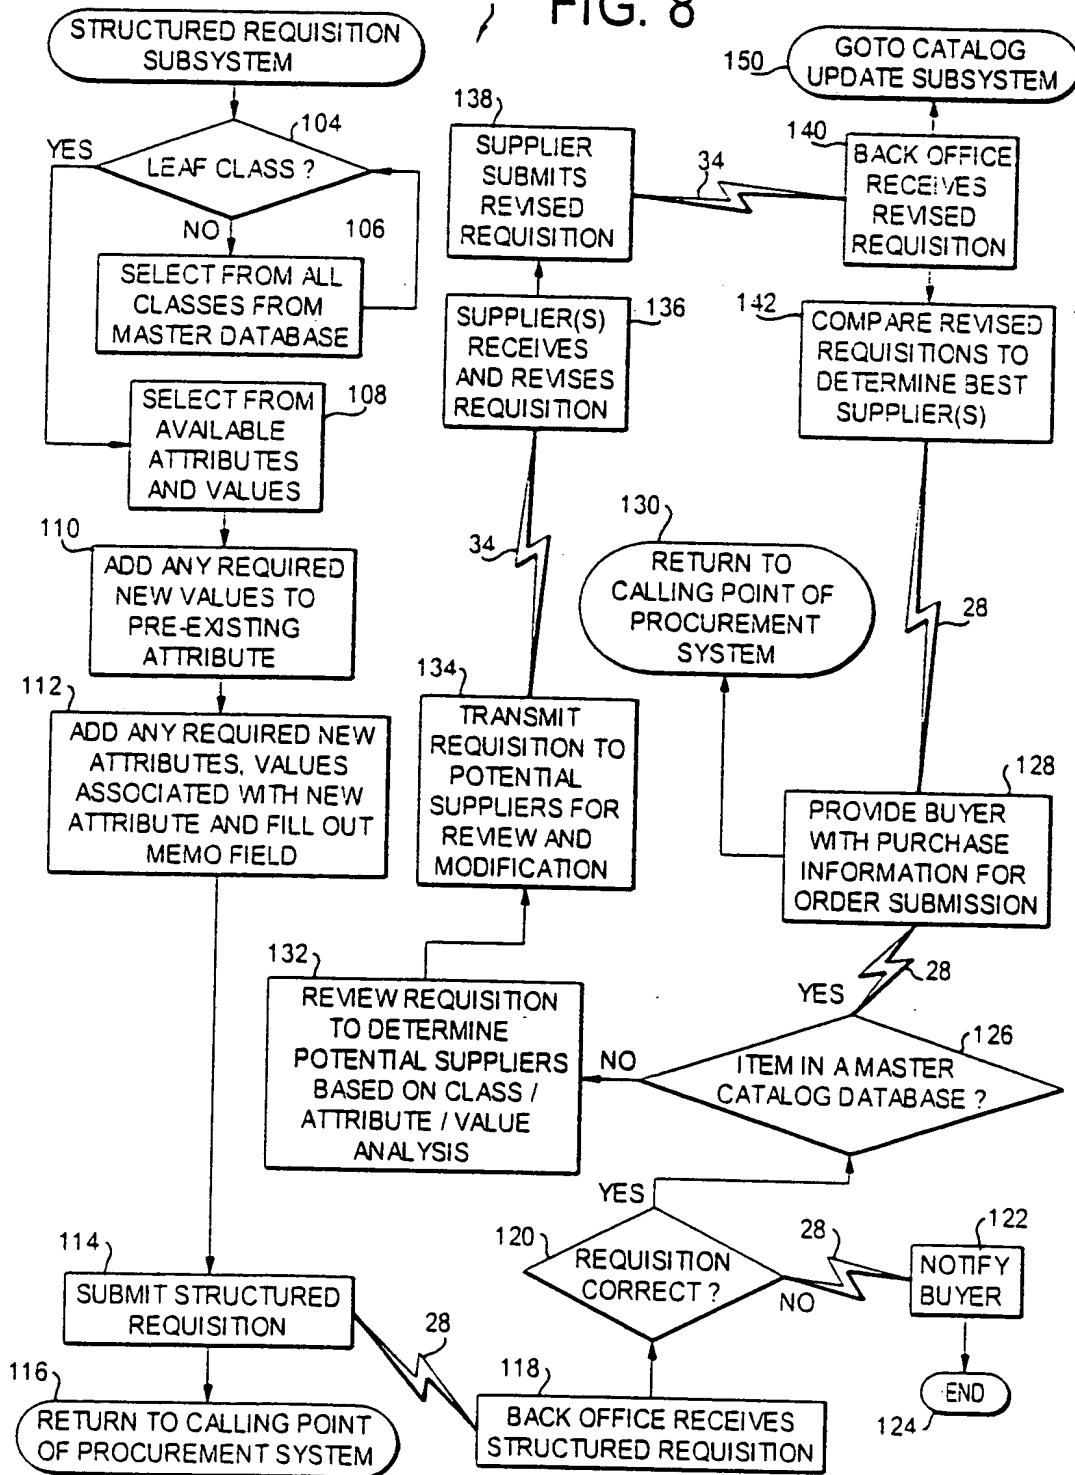 FIG. 8
STRUCTURED REQUISITION
SUBSYSTEM
104
YES
LEAF CLASS ?
NO
106
SELECT FROM ALL
CLASSES FROM
MASTER DATABASE
SELECT FROM
AVAILABLE
ATTRIBUTES
AND VALUES
108
110
ADD ANY REQUIRED
NEW VALUES TO
PRE-EXISTING
ATTRIBUTE
112
ADD ANY REQUIRED NEW
ATTRIBUTES, VALUES
ASSOCIATED WITH NEW
ATTRIBUTE AND FILL OUT
MEMO FIELD
114
SUBMIT STRUCTURED
REQUISITION
28
116
RETURN TO CALLING POINT
OF PROCUREMENT SYSTEM
118
BACK OFFICE RECEIVES
STRUCTURED REQUISITION
120
REQUISITION
CORRECT ?
YES
NO
28
122
NOTIFY
BUYER
END
124
126
ITEM IN A MASTER
CATALOG DATABASE ?
YES
NO
28
128
PROVIDE BUYER
WITH PURCHASE
INFORMATION FOR
ORDER SUBMISSION
130
RETURN TO
CALLING POINT OF
PROCUREMENT
SYSTEM
132
REVIEW REQUISITION
TO DETERMINE
POTENTIAL SUPPLIERS
BASED ON CLASS /
ATTRIBUTE / VALUE
ANALYSIS
134
TRANSMIT
REQUISITION TO
POTENTIAL
SUPPLIERS FOR
REVIEW AND
MODIFICATION
34
SUPPLIER(S)
RECEIVES
AND REVISES
REQUISITION
136
138
SUPPLIER
SUBMITS
REVISED
REQUISITION
34
140
BACK OFFICE
RECEIVES
REVISED
REQUISITION
150
GOTO CATALOG
UPDATE SUBSYSTEM
142
COMPARE REVISED
REQUISITIONS TO
DETERMINE BEST
SUPPLIER(S)
28